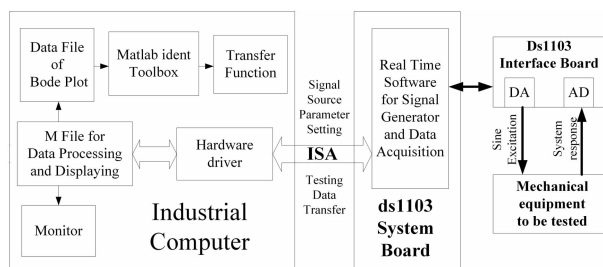 Data File
of
Bode Plot
Matlab ident
Toolbox
Transfer
Function
M File for
Data Processing
and Displaying
Hardware
driver
Monitor
Industrial
Computer
Signal
Source
Parameter
Setting
ISA
Testing
Data
Transfer
Real Time
Software
for Signal
Generator
and Data
Acquisition
ds1103
System
Board
Ds1103
Interface Board
DA
AD
Sine
Excitation
System
response
Mechanical
equipment
to be tested